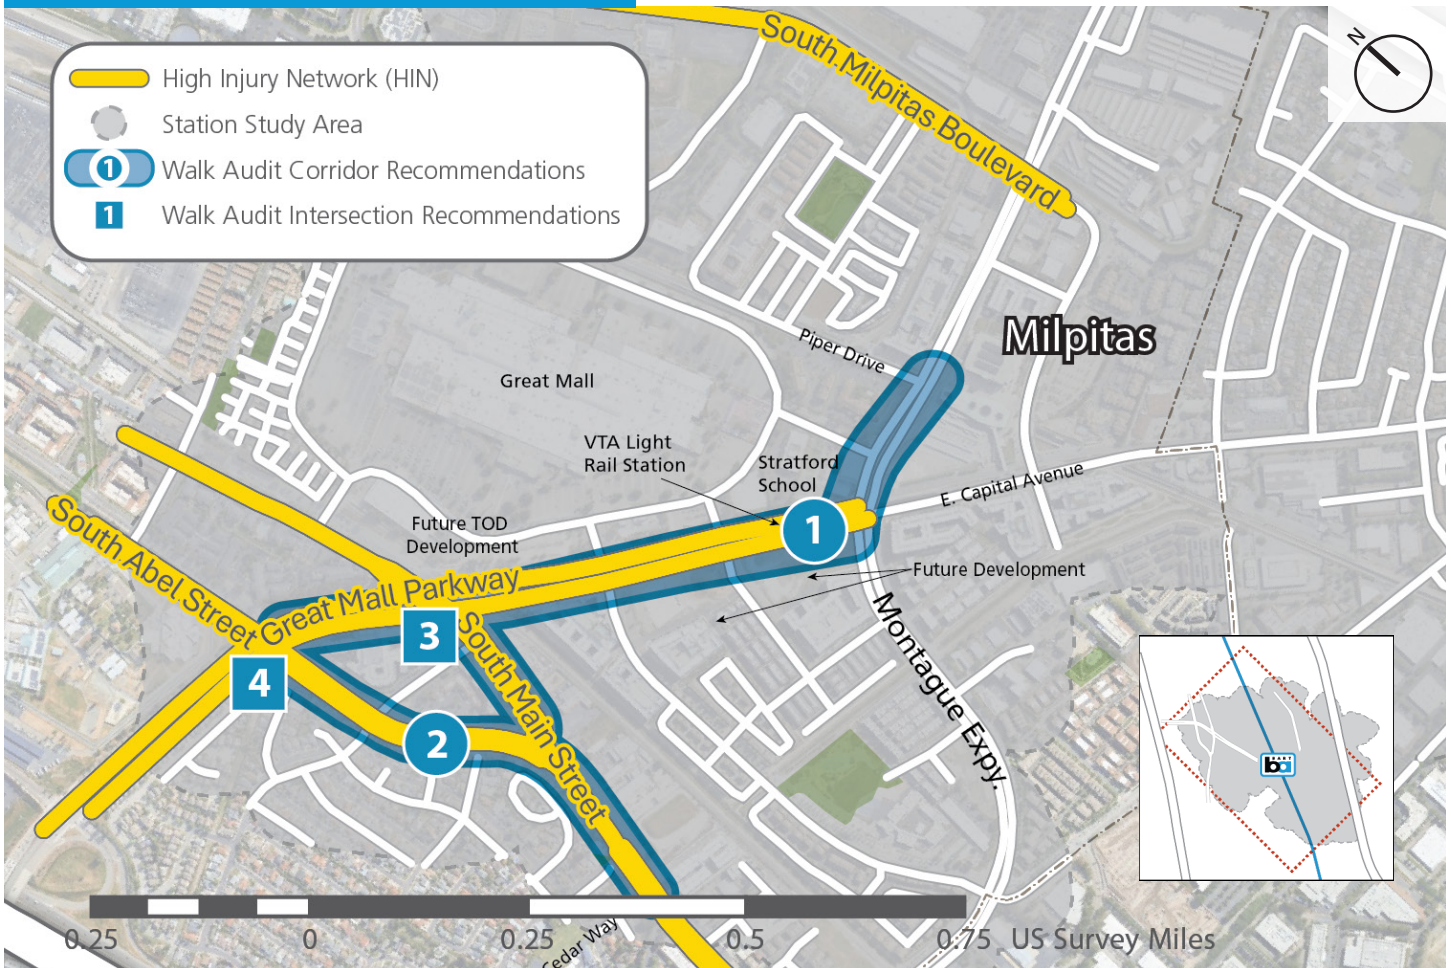 South Milpitas Boulevard
N
High Injury Network (HIN)
Station Study Area
1 Walk Audit Corridor Recommendations
1 Walk Audit Intersection Recommendations
Milpitas
Piper Drive
Great Mall
VTA Light
Rail Station
Stratford
School
E. Capital Avenue
Future TOD
Development
1
South Abel Street
Great Mall Parkway
Future Development
3
South Main Street
Montague Expy.
4
2
ba
Cedar Way
0.25 0 0.25 0.5 0.75 US Survey Miles